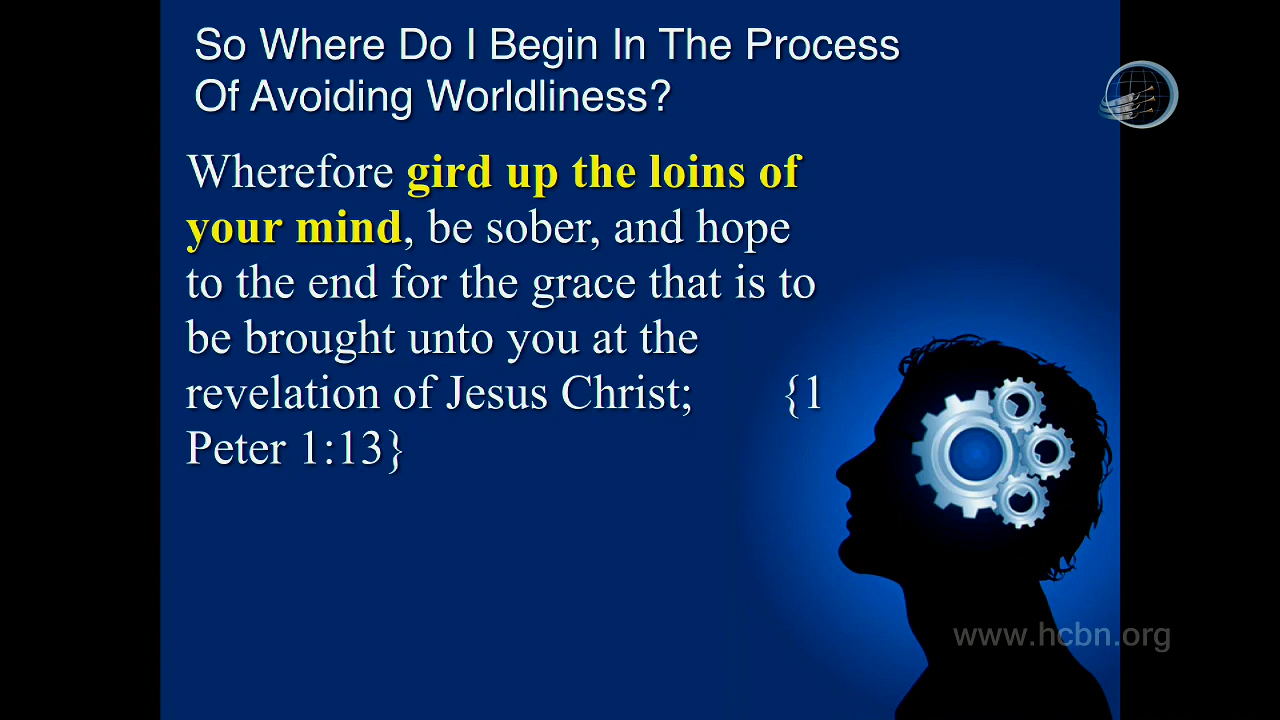 So Where Do I Begin In The Process
Of Avoiding Worldliness?
Wherefore gird up the loins of
your mind, be sober, and hope
to the end for the grace that is to
be brought unto you at the
revelation of Jesus Christ; {1
Peter 1:13}
www.hcbn.org